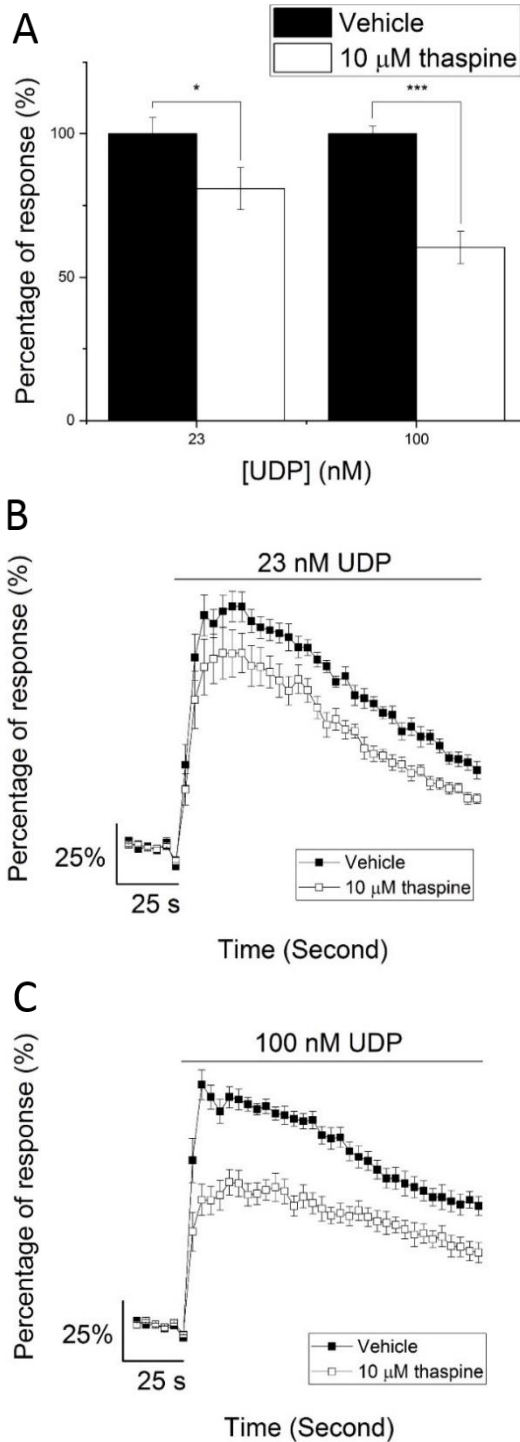 A
Vehicle
10 μM thaspine
Percentage of response (%)
*
***
100
50
0
23
100
[UDP] (nM)
B
23 nM UDP
Percentage of response (%)
25%
25 s
Vehicle
10 μM thaspine
Time (Second)
C
100 nM UDP
Percentage of response (%)
25%
25 s
Vehicle
10 μM thaspine
Time (Second)